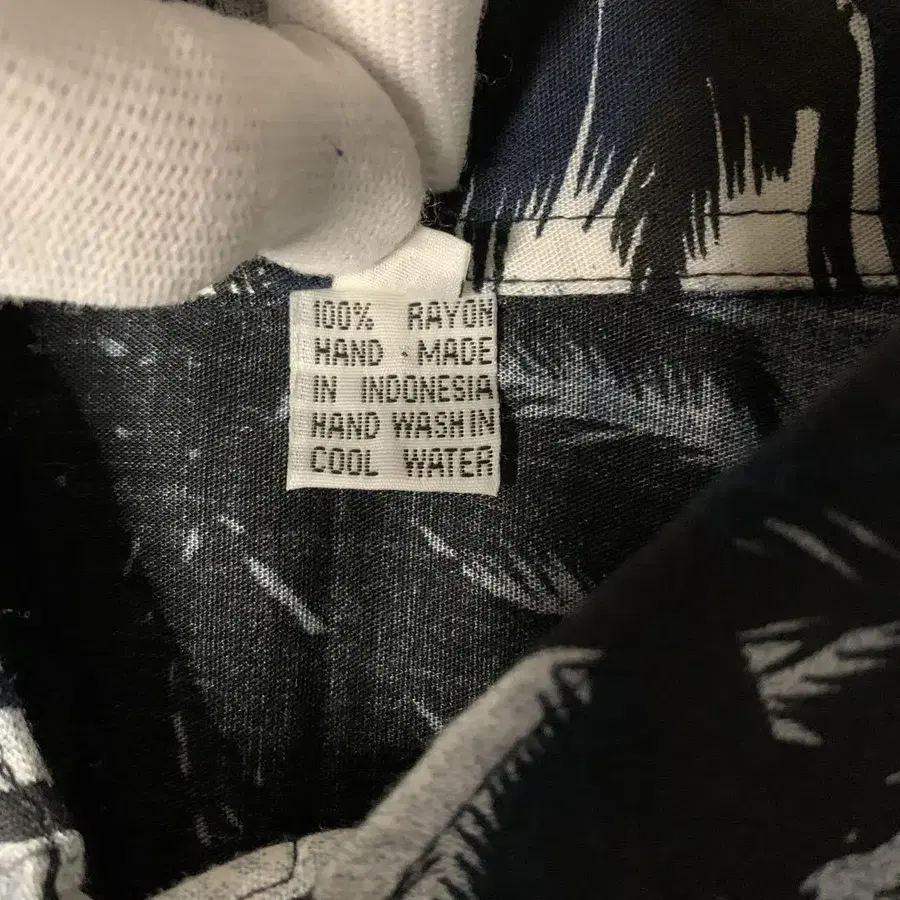 100% RAYON
HAND · MADE
IN INDONESIA
HAND WASH IN
COOL WATER